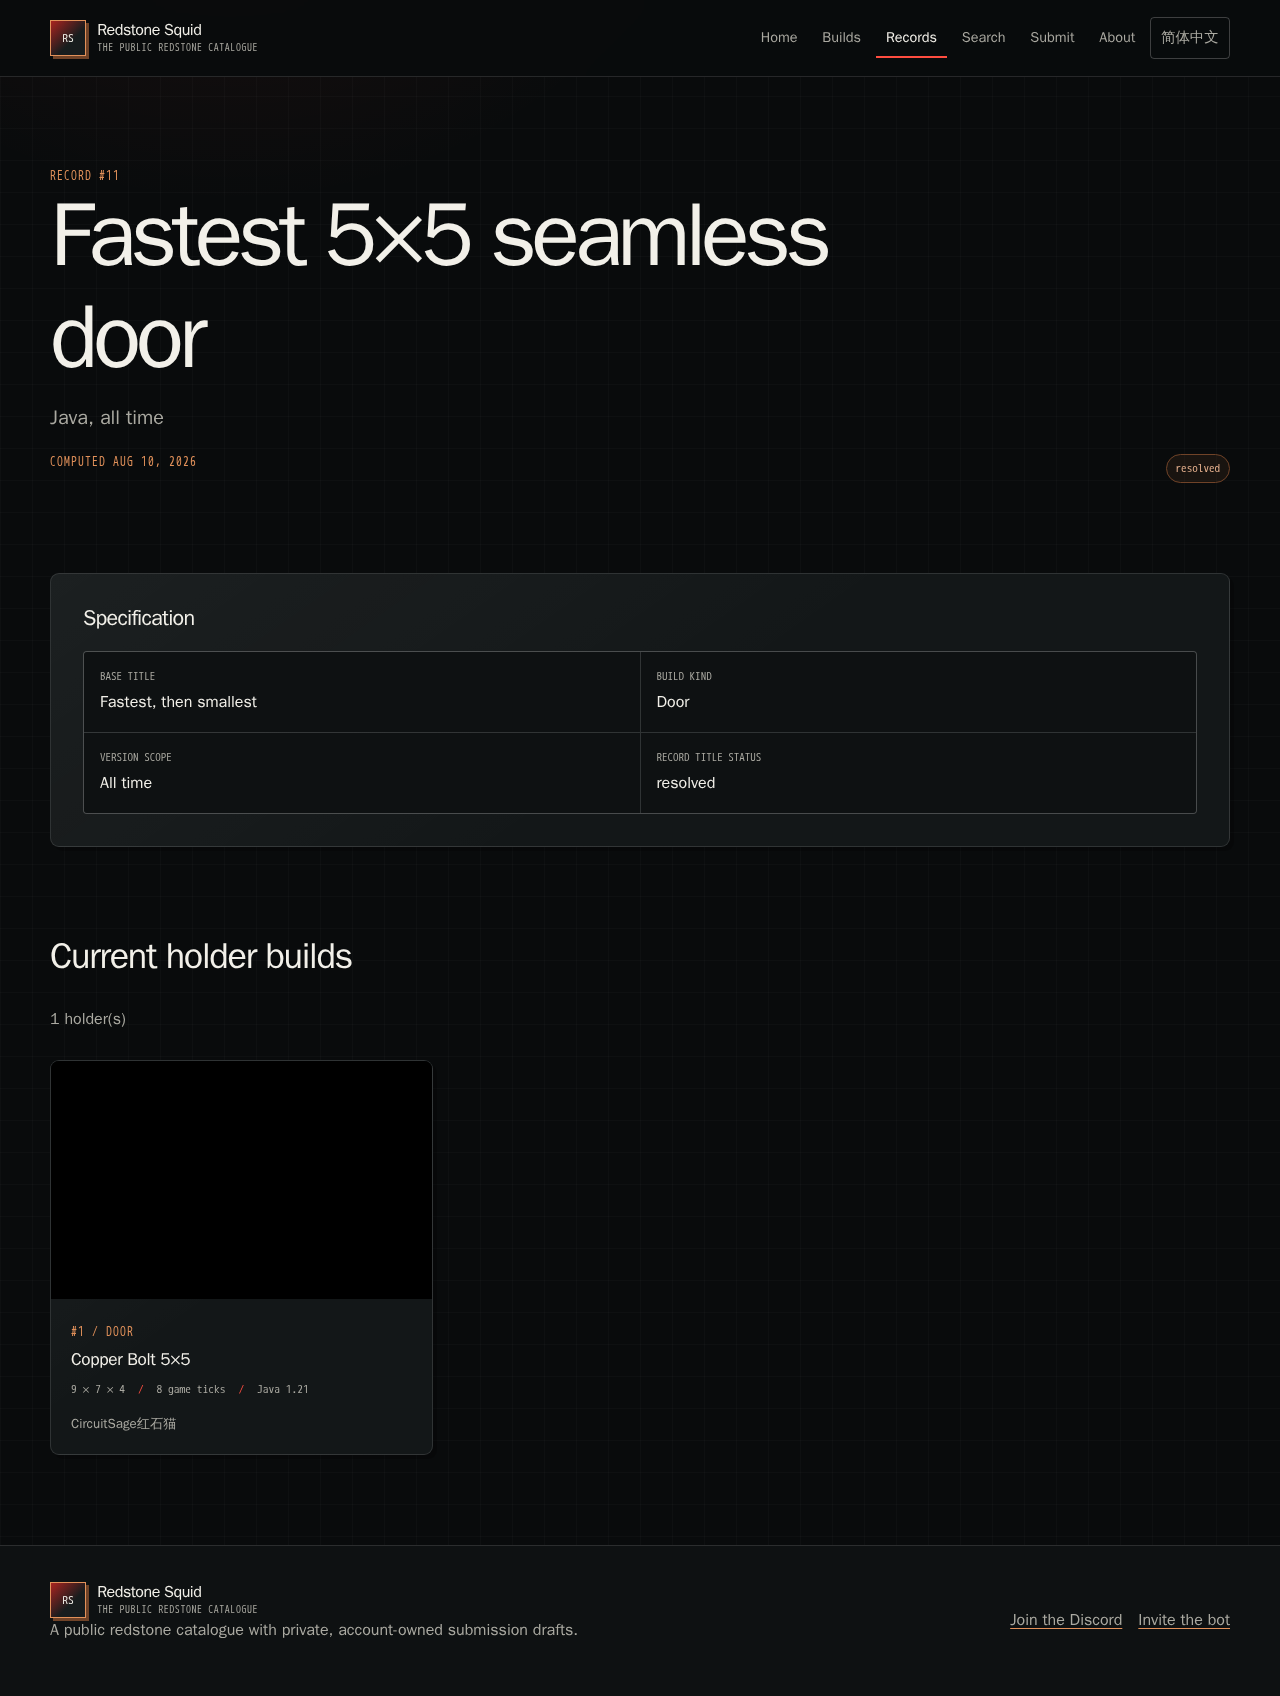 RS
Redstone Squid
THE PUBLIC REDSTONE CATALOGUE
Home Builds Records Search Submit About 简体中文
RECORD #11
Fastest 5×5 seamless
door
Java, all time
COMPUTED AUG 10, 2026
resolved
Specification
BASE TITLE
Fastest, then smallest
BUILD KIND
Door
VERSION SCOPE
All time
RECORD TITLE STATUS
resolved
Current holder builds
1 holder(s)
#1 / DOOR
Copper Bolt 5×5
9 × 7 × 4 / 8 game ticks / Java 1.21
CircuitSage红石猫
RS
Redstone Squid
THE PUBLIC REDSTONE CATALOGUE
A public redstone catalogue with private, account-owned submission drafts.
Join the Discord Invite the bot